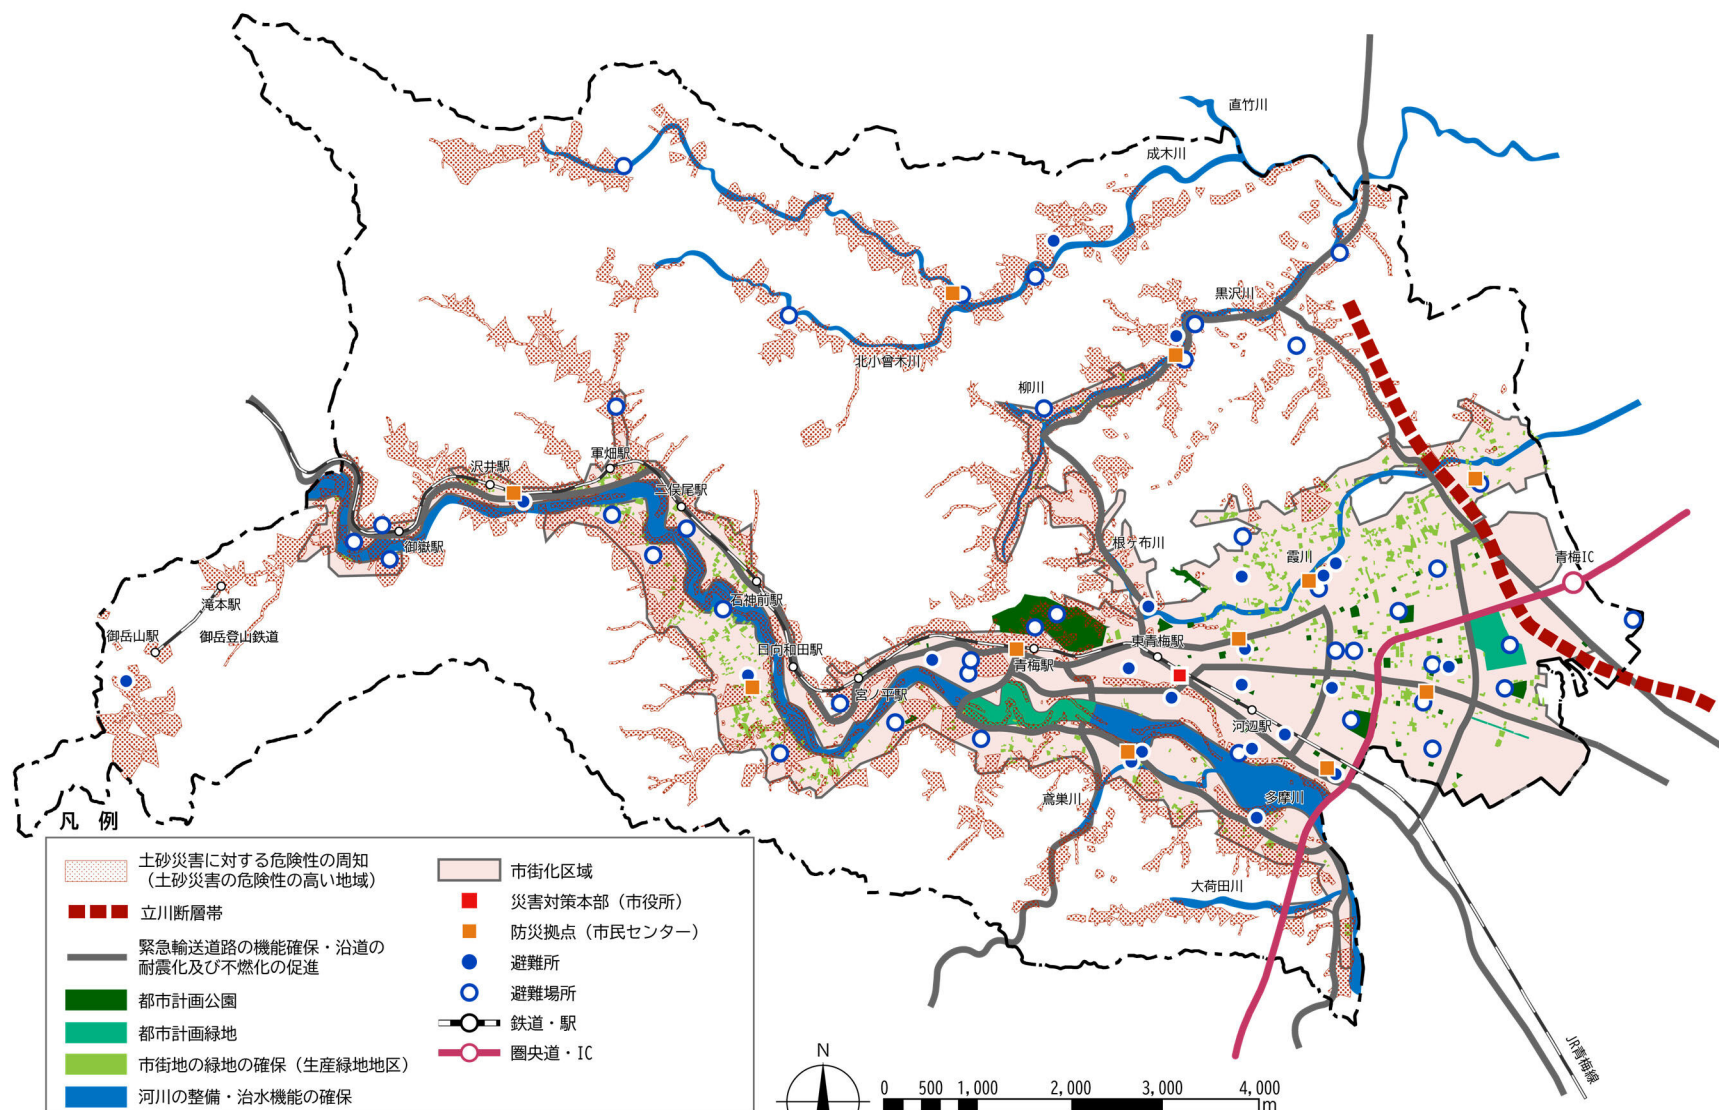 直竹川
成木川
黒沢川
北小曾木川
柳川
沢井駅
軍畑駅
二俣尾駅
御嶽駅
根ヶ布川
霞川
青梅IC
滝本駅
石神前駅
御岳山駅
御岳登山鉄道
日向和田駅
東青梅駅
青梅駅
宮ノ平駅
河辺駅
鳶巣川
多摩川
大荷田川
JR青梅線
凡 例
土砂災害に対する危険性の周知
（土砂災害の危険性の高い地域）
立川断層帯
緊急輸送道路の機能確保・沿道の
耐震化及び不燃化の促進
都市計画公園
都市計画緑地
市街地の緑地の確保（生産緑地地区）
河川の整備・治水機能の確保
市街化区域
災害対策本部（市役所）
防災拠点（市民センター）
避難所
避難場所
鉄道・駅
圏央道・IC
N
0 500 1,000 2,000 3,000 4,000
m